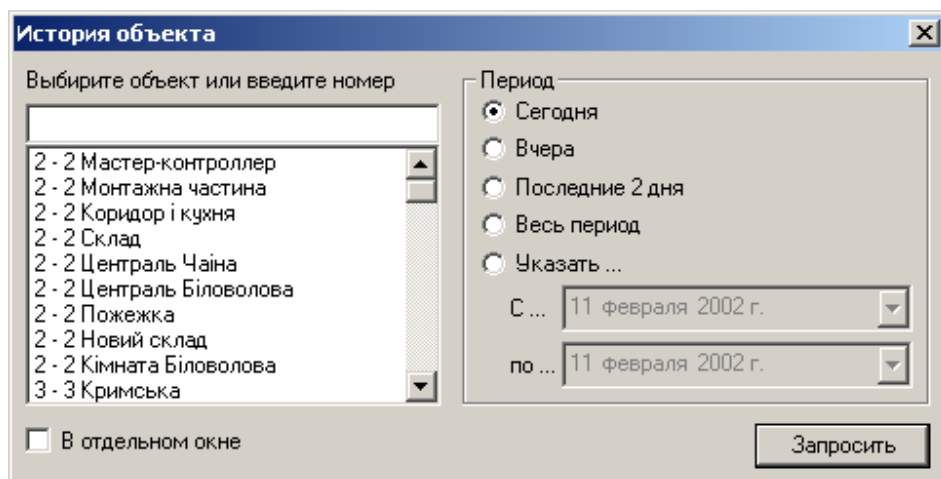 История объекта
Выбирите объект или введите номер
2 - 2 Мастер-контроллер
2 - 2 Монтажна частина
2 - 2 Коридор і кухня
2 - 2 Склад
2 - 2 Централь Чаіна
2 - 2 Централь Біловолова
2 - 2 Пожежка
2 - 2 Новий склад
2 - 2 Кімната Біловолова
3 - 3 Кримська
В отдельном окне
Период
Сегодня
Вчера
Последние 2 дня
Весь период
Указать ...
С ... 11 февраля 2002 г.
по ... 11 февраля 2002 г.
Запросить